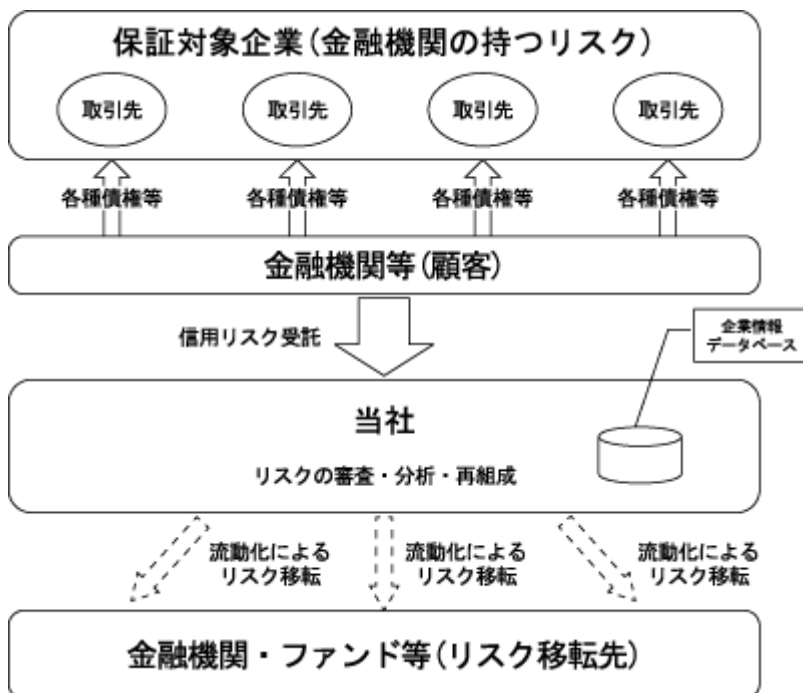 保証対象企業(金融機関の持つリスク)
取引先
取引先
取引先
取引先
各種債権等
各種債権等
各種債権等
各種債権等
金融機関等(顧客)
信用リスク受託
企業情報
データベース
当社
リスクの審査・分析・再組成
流動化による
リスク移転
流動化による
リスク移転
流動化による
リスク移転
金融機関・ファンド等(リスク移転先)